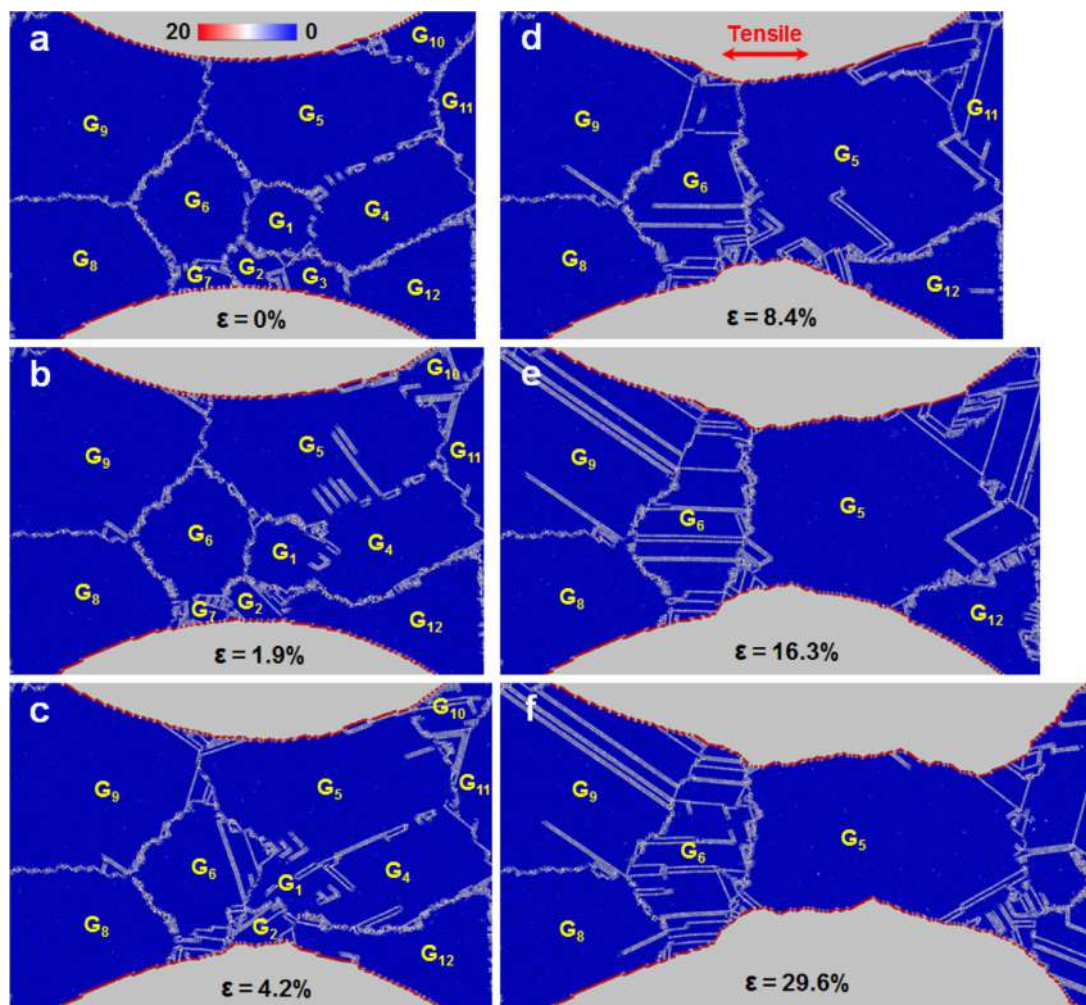 a
20 0
G10
G11
G9
G5
G6
G1
G4
G8
G7 G2 G3
G12
ε = 0%
b
G10
G5
G11
G9
G6
G1
G4
G8
G7 G2
G12
ε = 1.9%
c
G10
G5
G11
G9
G6
G1
G4
G8
G2
G12
ε = 4.2%
d
Tensile
G11
G9
G5
G6
G8
G12
ε = 8.4%
e
G9
G5
G6
G8
G12
ε = 16.3%
f
G9
G5
G6
G8
ε = 29.6%